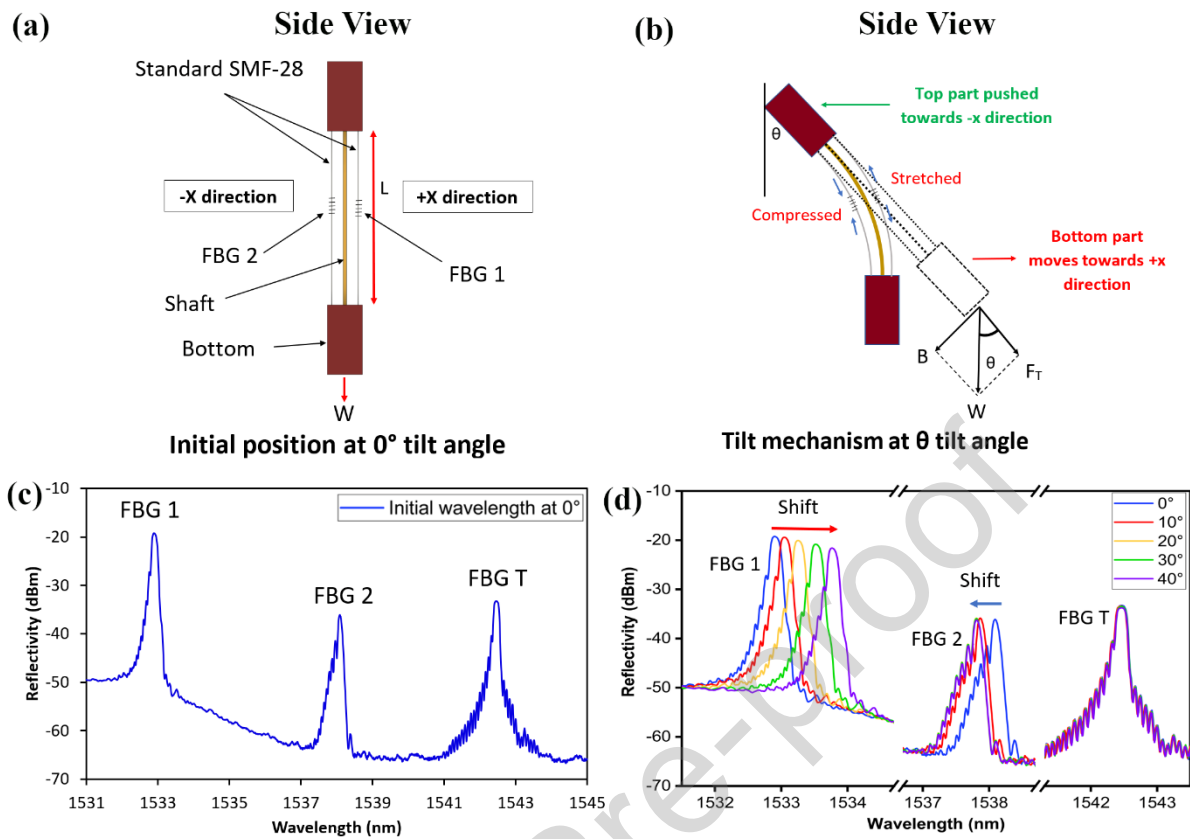 (a)
Side View
Standard SMF-28
-X direction
+X direction
L
FBG 2
FBG 1
Shaft
Bottom
W
Initial position at 0° tilt angle
(b)
Side View
Top part pushed
towards -x direction
θ
Stretched
Compressed
Bottom part
moves towards +x
direction
B
θ
F_T
W
Tilt mechanism at θ tilt angle
(c)
-10
-20
-30
-40
-50
-60
-70
Reflectivity (dBm)
FBG 1
Initial wavelength at 0°
FBG 2
FBG T
1531
1533
1535
1537
1539
1541
1543
1545
Wavelength (nm)
(d)
-10
-20
-30
-40
-50
-60
-70
Reflectivity (dBm)
Shift
FBG 1
0°
10°
20°
30°
40°
Shift
FBG 2
FBG T
1532
1533
1534
1537
1538
1542
1543
Wavelength (nm)
re-proof